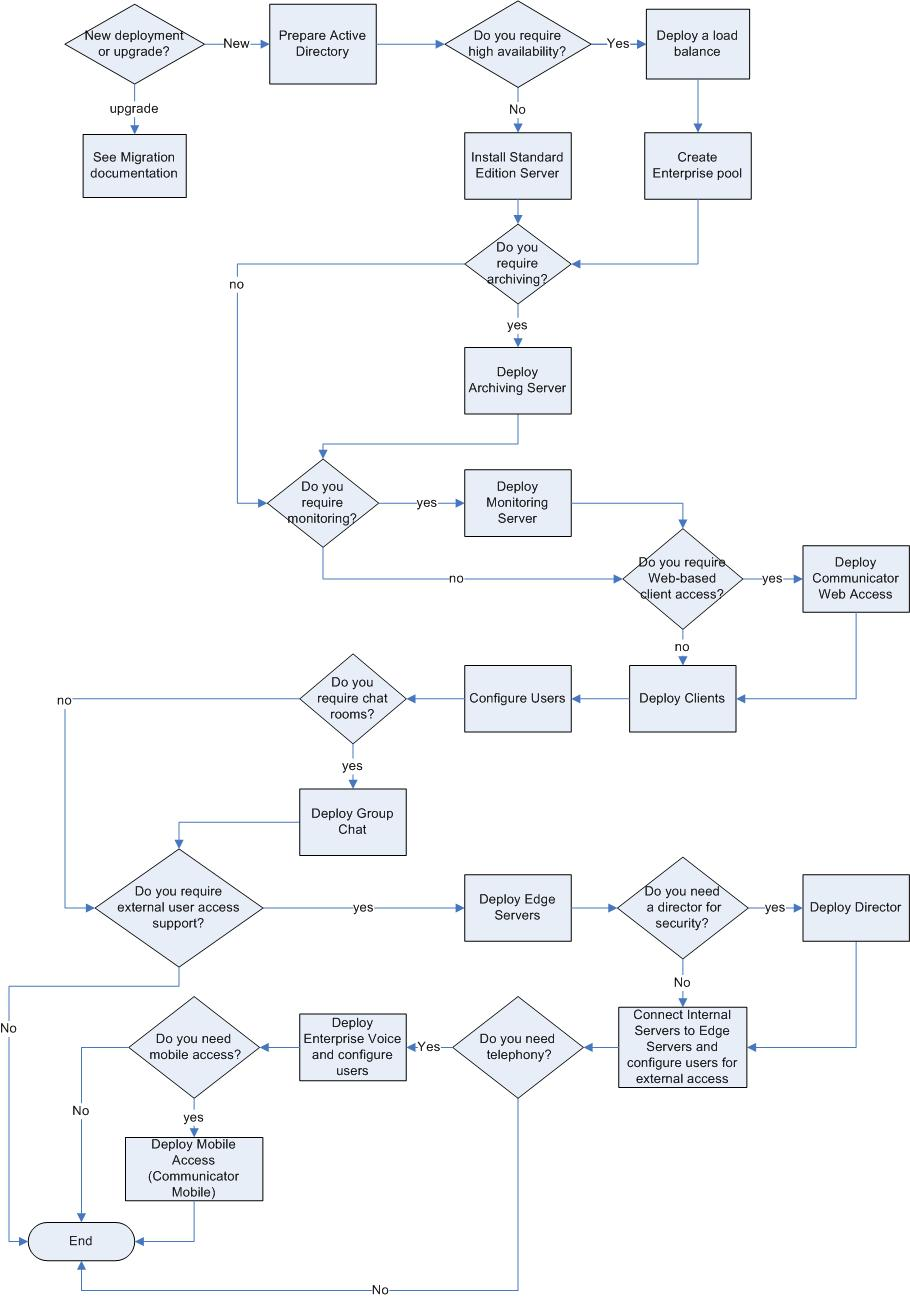 New deployment
or upgrade?
New
Prepare Active
Directory
Do you require
high availability?
Yes
Deploy a load
balance
upgrade
No
See Migration
documentation
Install Standard
Edition Server
Create
Enterprise pool
Do you
require
archiving?
no
yes
Deploy
Archiving Server
Do you
require
monitoring?
yes
Deploy
Monitoring
Server
no
Do you require
Web-based
client access?
yes
Deploy
Communicator
Web Access
no
Deploy Clients
Configure Users
Do you
require chat
rooms?
no
yes
Deploy Group
Chat
Do you require
external user access
support?
yes
Deploy Edge
Servers
Do you need
a director for
security?
yes
Deploy Director
No
No
Connect Internal
Servers to Edge
Servers and
configure users for
external access
Do you need
telephony?
Yes
Deploy
Enterprise Voice
and configure
users
Do you need
mobile access?
No
yes
Deploy Mobile
Access
(Communicator
Mobile)
End
No